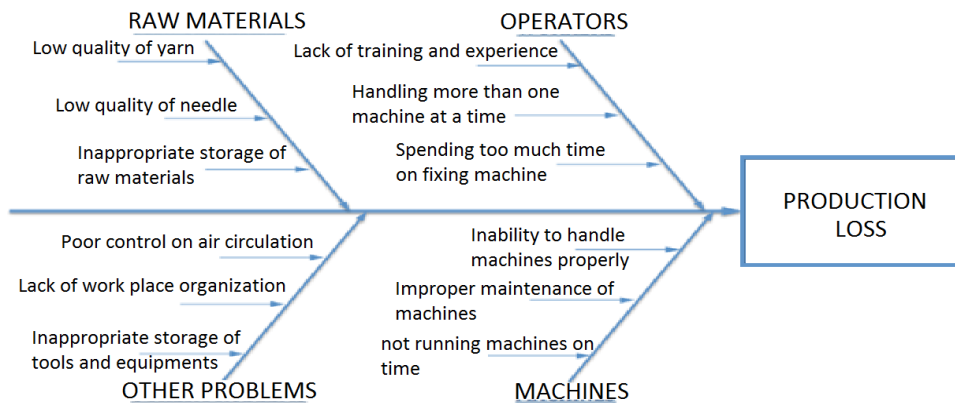 RAW MATERIALS
Low quality of yarn
Low quality of needle
Inappropriate storage of
raw materials
OPERATORS
Lack of training and experience
Handling more than one
machine at a time
Spending too much time
on fixing machine
PRODUCTION
LOSS
Poor control on air circulation
Lack of work place organization
Inappropriate storage of
tools and equipments
OTHER PROBLEMS
Inability to handle
machines properly
Improper maintenance of
machines
not running machines on
time
MACHINES